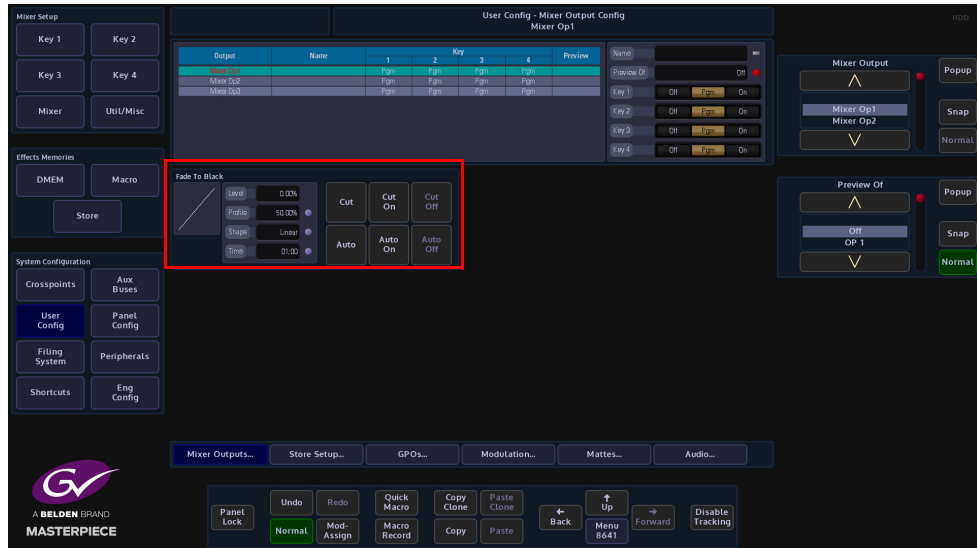 Mixer Setup
Key 1
Key 2
Key 3
Key 4
Mixer
Util/Misc
Effects Memories
DMEM
Macro
Store
System Configuration
Crosspoints
Aux
Buses
User
Config
Panel
Config
Filing
System
Peripherals
Shortcuts
Eng
Config
GV
A BELDEN BRAND
MASTERPIECE
User Config - Mixer Output Config
Mixer Op1
HDD
Output Name Key Preview
1 2 3 4
Mixer Op1 Pgm Pgm Pgm Pgm
Mixer Op2 Pgm Pgm Pgm Pgm
Mixer Op3 Pgm Pgm Pgm Pgm
Name
Preview Of Off
Key 1 Off Pgm On
Key 2 Off Pgm On
Key 3 Off Pgm On
Key 4 Off Pgm On
Fade To Black
Level 0.00%
Profile 50.00%
Shape Linear
Time 01:00
Cut
Cut
On
Cut
Off
Auto
Auto
On
Auto
Off
Mixer Output
Mixer Op1
Mixer Op2
Popup
Snap
Normal
Preview Of
Off
OP 1
Popup
Snap
Normal
Mixer Outputs...
Store Setup...
GPOs...
Modulation...
Mattes...
Audio...
Panel
Lock
Undo
Redo
Normal
Mod-
Assign
Quick
Macro
Macro
Record
Copy
Clone
Paste
Clone
Copy
Paste
← 
Back
↑
Up
Menu
8641
→
Forward
Disable
Tracking